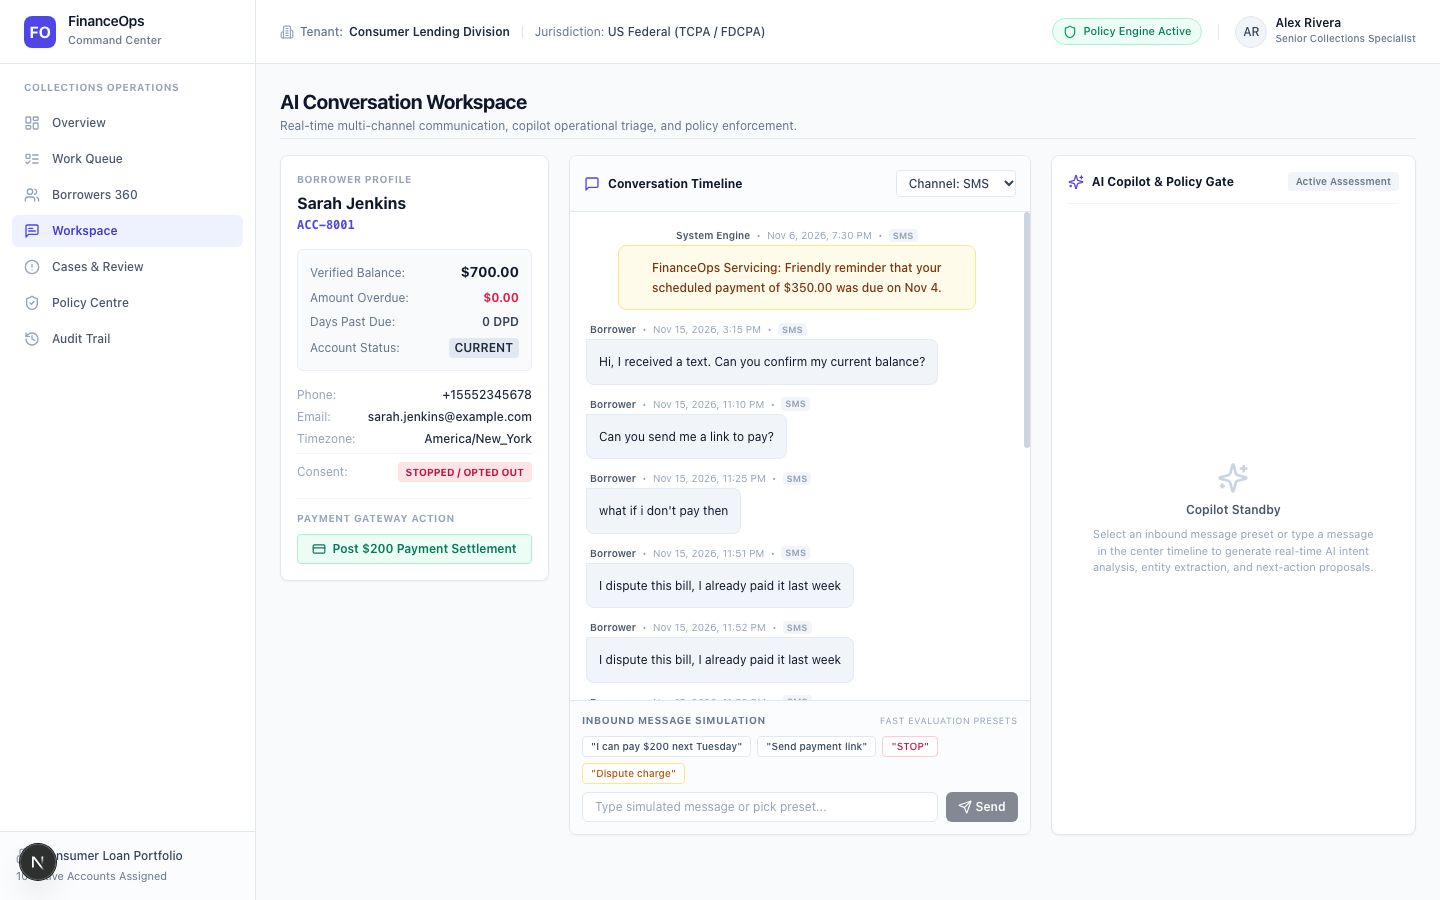 FO
FinanceOps
Command Center
Tenant: Consumer Lending Division
Jurisdiction: US Federal (TCPA / FDCPA)
Policy Engine Active
AR
Alex Rivera
Senior Collections Specialist
COLLECTIONS OPERATIONS
Overview
Work Queue
Borrowers 360
Workspace
Cases & Review
Policy Centre
Audit Trail
N
nsumer Loan Portfolio
10
ve Accounts Assigned
AI Conversation Workspace
Real-time multi-channel communication, copilot operational triage, and policy enforcement.
BORROWER PROFILE
Sarah Jenkins
ACC-8001
Verified Balance: $700.00
Amount Overdue: $0.00
Days Past Due: 0 DPD
Account Status: CURRENT
Phone: +15552345678
Email: sarah.jenkins@example.com
Timezone: America/New_York
Consent: STOPPED / OPTED OUT
PAYMENT GATEWAY ACTION
Post $200 Payment Settlement
Conversation Timeline
Channel: SMS
System Engine • Nov 6, 2026, 7:30 PM • SMS
FinanceOps Servicing: Friendly reminder that your
scheduled payment of $350.00 was due on Nov 4.
Borrower • Nov 15, 2026, 3:15 PM • SMS
Hi, I received a text. Can you confirm my current balance?
Borrower • Nov 15, 2026, 11:10 PM • SMS
Can you send me a link to pay?
Borrower • Nov 15, 2026, 11:25 PM • SMS
what if i don't pay then
Borrower • Nov 15, 2026, 11:51 PM • SMS
I dispute this bill, I already paid it last week
Borrower • Nov 15, 2026, 11:52 PM • SMS
I dispute this bill, I already paid it last week
INBOUND MESSAGE SIMULATION
FAST EVALUATION PRESETS
"I can pay $200 next Tuesday"
"Send payment link"
"STOP"
"Dispute charge"
Type simulated message or pick preset...
Send
AI Copilot & Policy Gate
Active Assessment
Copilot Standby
Select an inbound message preset or type a message
in the center timeline to generate real-time AI intent
analysis, entity extraction, and next-action proposals.